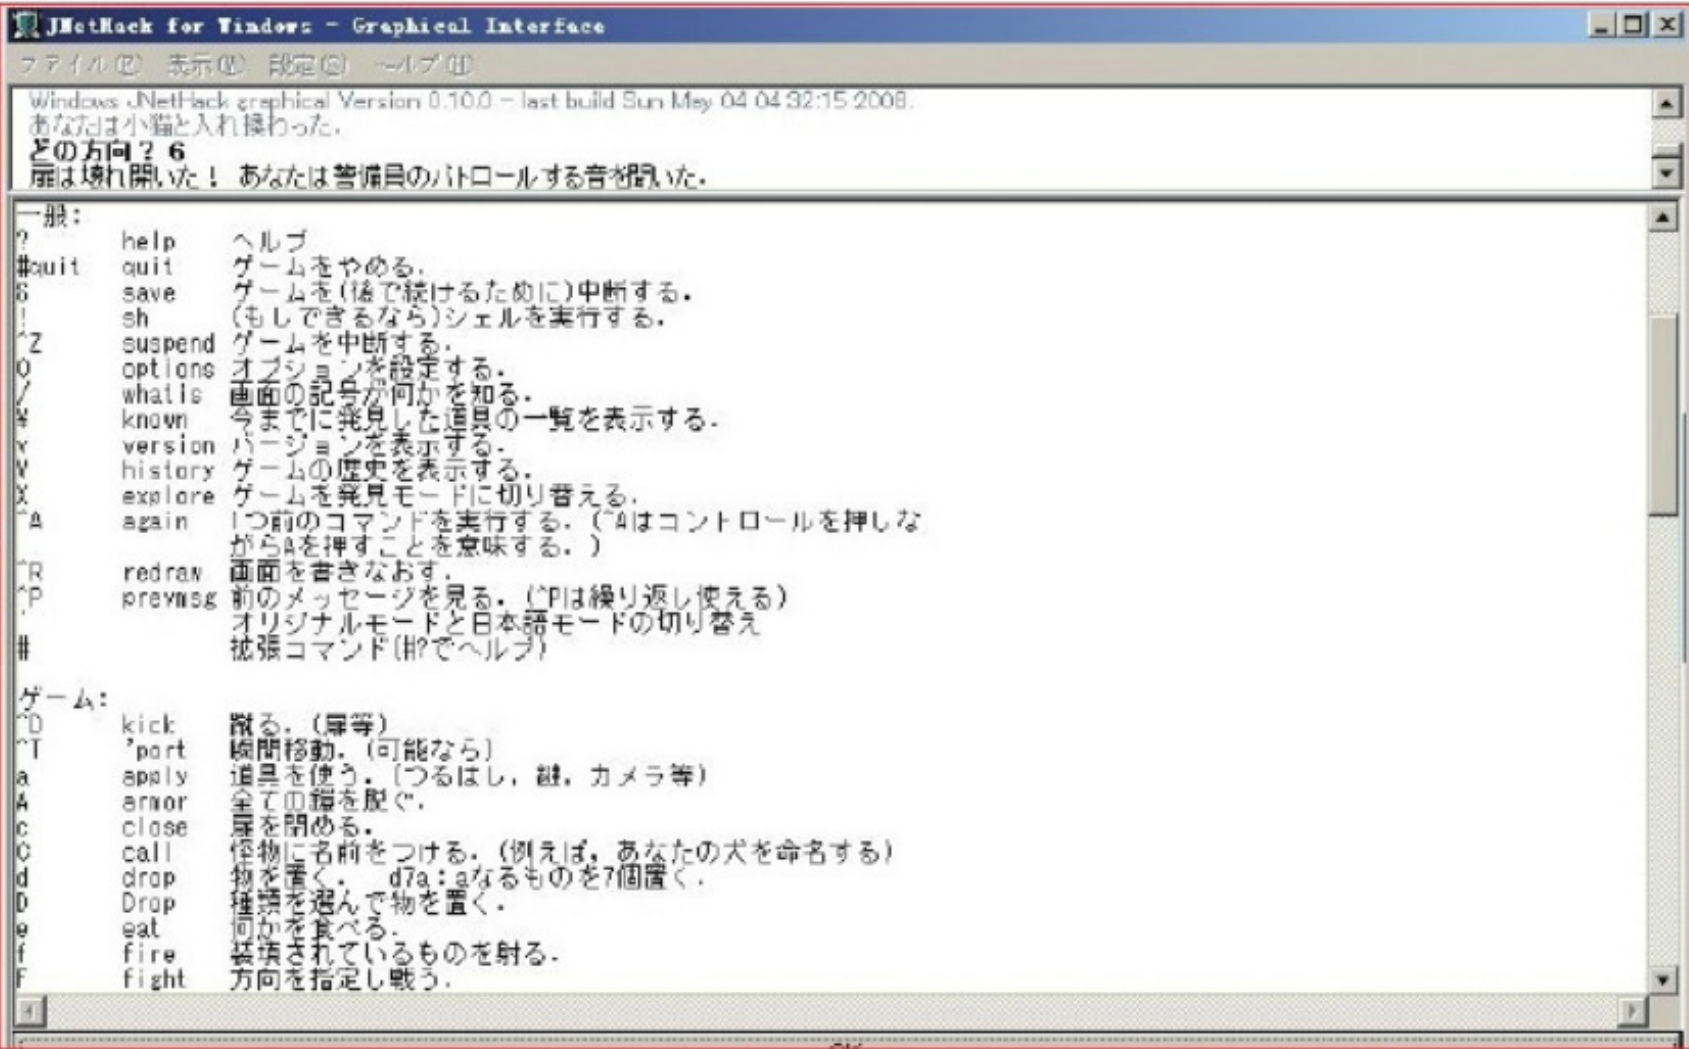 JNetHack for Windows - Graphical Interface
ファイル(F) 表示(V) 設定(S) ヘルプ(H)
Windows JNetHack graphical Version 0.10.0 - last build Sun May 04 04:32:15 2008.
あなたは小猫と入れ換わった.
どの方向? 6
扉は壊れ開いた! あなたは警備員のパトロールする音を聞いた.
一般:
? help ヘルプ
#quit quit ゲームをやめる.
S save ゲームを(後で続けるために)中断する.
! sh (もしできるなら)シェルを実行する.
^Z suspend ゲームを中断する.
O options オプションを設定する.
/ whatis 画面の記号が何かを知る.
¥ known 今までに発見した道具の一覧を表示する.
v version バージョンを表示する.
V history ゲームの歴史を表示する.
X explore ゲームを発見モードに切り替える.
^A again 1つ前のコマンドを実行する. (^Aはコントロールを押しな
がらAを押すことを意味する. )
^R redraw 画面を書きなおす.
^P prevmsg 前のメッセージを見る. (^Pは繰り返し使える)
オリジナルモードと日本語モードの切り替え
# 拡張コマンド(#?でヘルプ)
ゲーム:
^D kick 蹴る. (扉等)
^T 'port 瞬間移動. (可能なら)
a apply 道具を使う. (つるはし, 鍵, カメラ等)
A armor 全ての鎧を脱ぐ.
c close 扉を閉める.
C call 怪物に名前をつける. (例えば, あなたの犬を命名する)
d drop 物を置く. d7a:aなるものを7個置く.
D Drop 種類を選んで物を置く.
e eat 何かを食べる.
f fire 装填されているものを射る.
F fight 方向を指定し戦う.